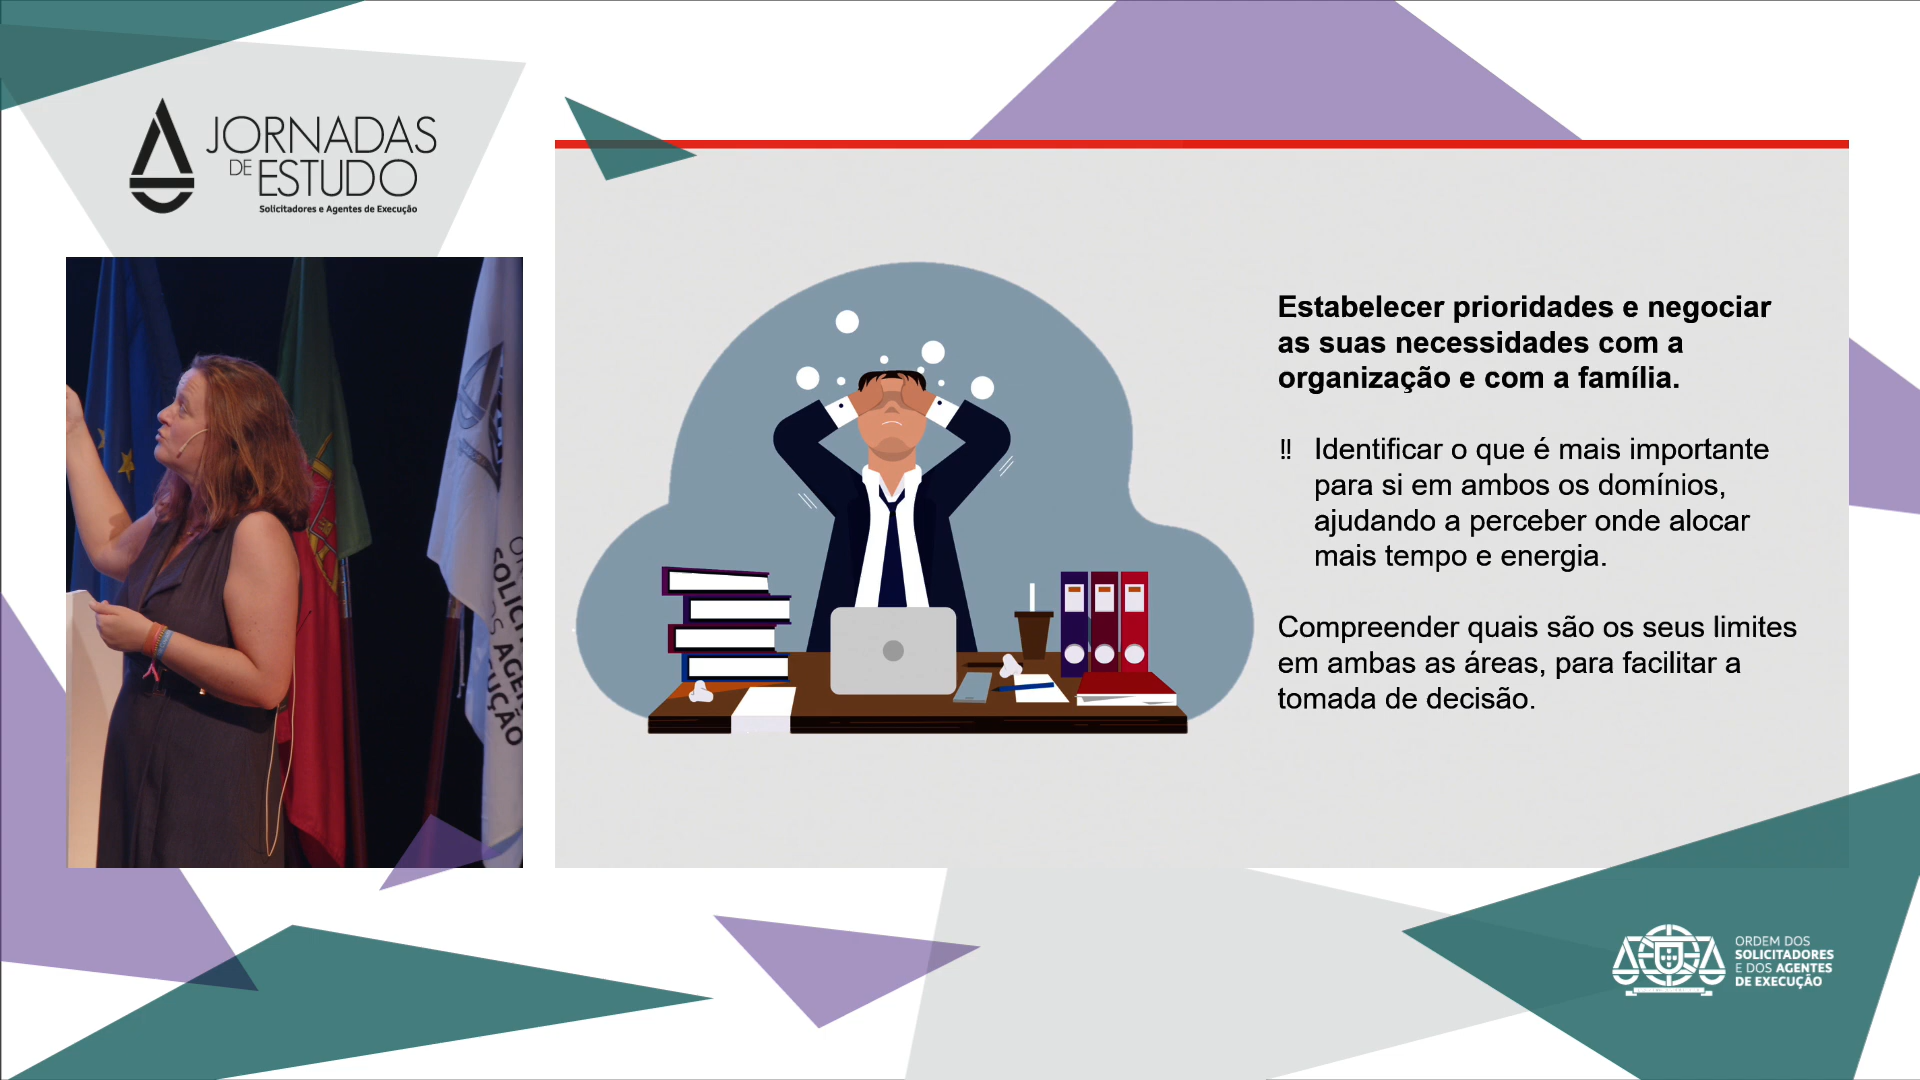 JORNADAS
DE ESTUDO
Solicitadores e Agentes de Execução
Estabelecer prioridades e negociar
as suas necessidades com a
organização e com a família.
‼ Identificar o que é mais importante
para si em ambos os domínios,
ajudando a perceber onde alocar
mais tempo e energia.
Compreender quais são os seus limites
em ambas as áreas, para facilitar a
tomada de decisão.
ORDEM DOS
SOLICITADORES
E DOS AGENTES
DE EXECUÇÃO